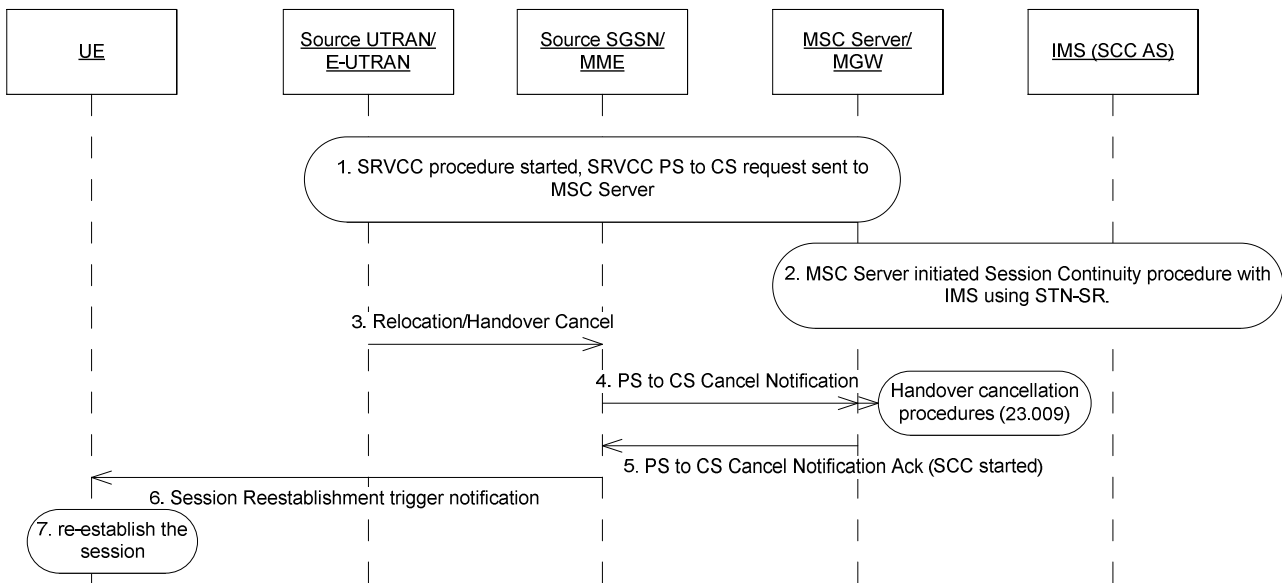 UE
Source UTRAN/
E-UTRAN
Source SGSN/
MME
MSC Server/
MGW
IMS (SCC AS)
1. SRVCC procedure started, SRVCC PS to CS request sent to
MSC Server
2. MSC Server initiated Session Continuity procedure with
IMS using STN-SR.
3. Relocation/Handover Cancel
4. PS to CS Cancel Notification
Handover cancellation
procedures (23.009)
5. PS to CS Cancel Notification Ack (SCC started)
6. Session Reestablishment trigger notification
7. re-establish the
session